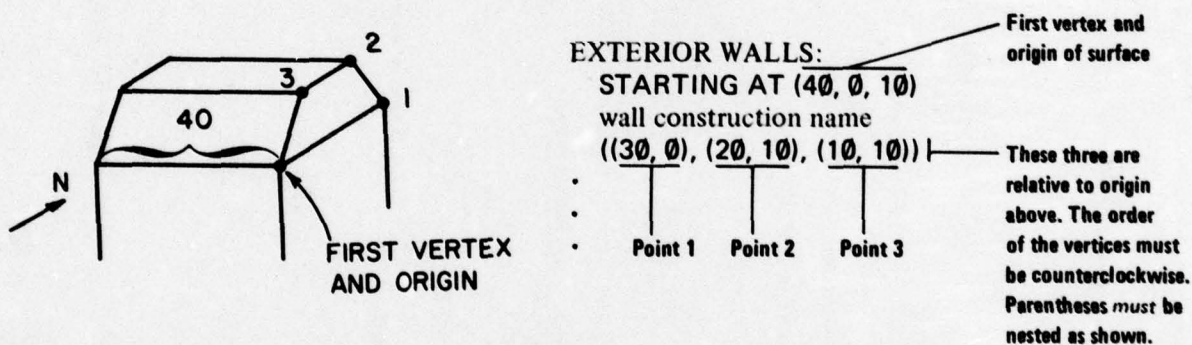 2
3
1
40
N
FIRST VERTEX
AND ORIGIN
EXTERIOR WALLS:
STARTING AT (40, 0, 10)
wall construction name
((30, 0), (20, 10), (10, 10))
.
.
.
Point 1 Point 2 Point 3
First vertex and
origin of surface
These three are
relative to origin
above. The order
of the vertices must
be counterclockwise.
Parentheses must be
nested as shown.